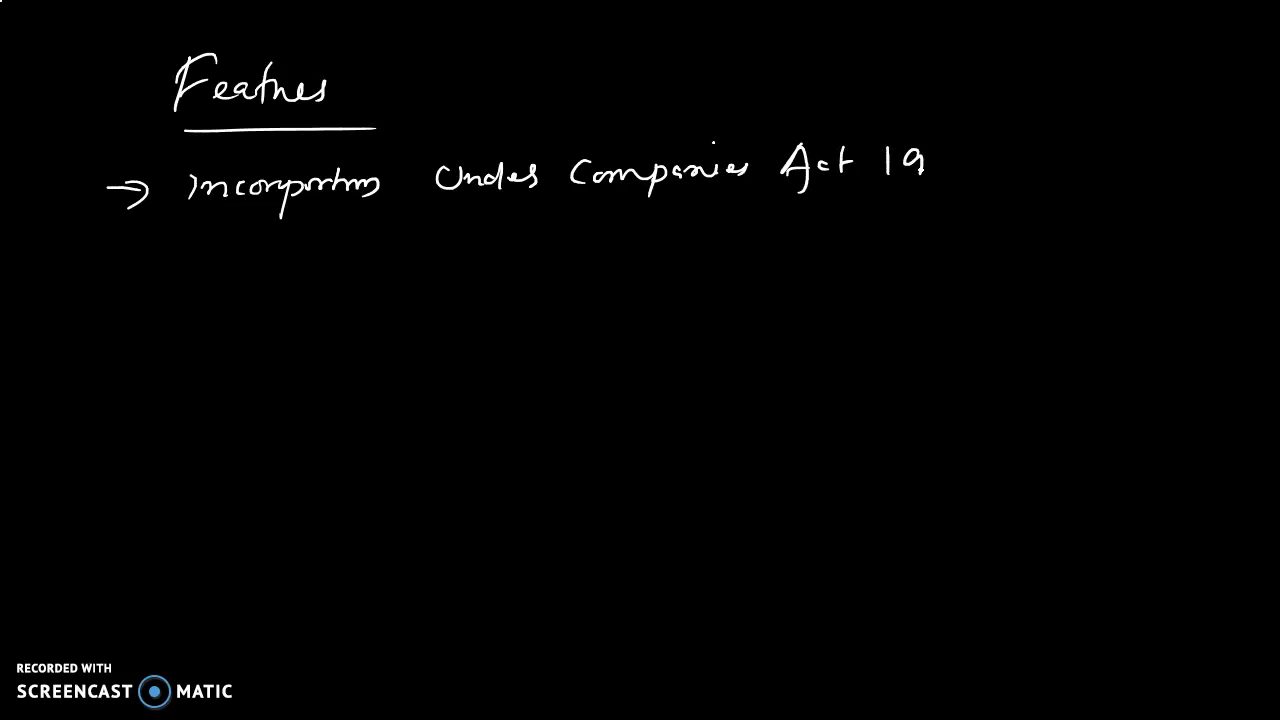 Features
→ Incorporation Under Companies Act 19
RECORDED WITH
SCREENCAST MATIC